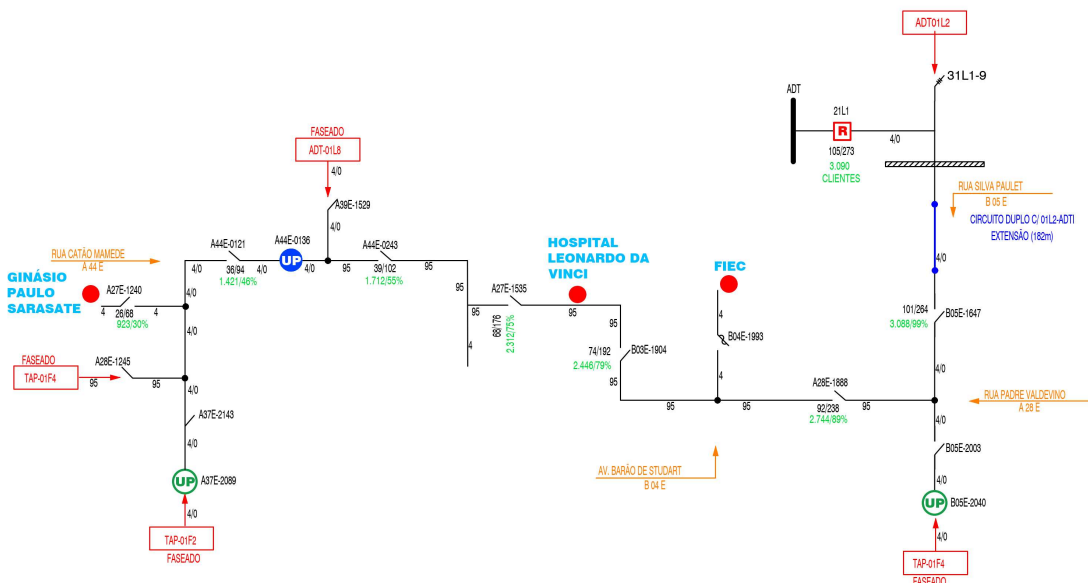 ADT01L2
31L1-9
ADT
21L1
R
105/273
4/0
3.090
CLIENTES
RUA SILVA PAULET
B 05 E
CIRCUITO DUPLO C/ 01L2-ADTI
EXTENSÃO (182m)
4/0
101/264
3.088/99%
B05E-1647
4/0
FASEADO
ADT-01L8
4/0
A39E-1529
4/0
A44E-0121
A44E-0136
A44E-0243
RUA CATÃO MAMEDE
A 44 E
4/0
36/94
4/0
UP
4/0
95
39/102
95
1.421/46%
1.712/55%
GINÁSIO
PAULO
SARASATE
A27E-1240
4
26/68
4
923/30%
4/0
4/0
HOSPITAL
LEONARDO DA
VINCI
FIEC
95
A27E-1535
95
95
95
68/176
2.312/75%
4
74/192
B03E-1904
2.446/79%
95
4
B04E-1993
4
FASEADO
TAP-01F4
A28E-1245
95
95
4/0
A37E-2143
4/0
UP
A37E-2089
4/0
TAP-01F2
FASEADO
A28E-1888
95
95
92/238
95
2.744/89%
RUA PADRE VALDEVINO
A 28 E
AV. BARÃO DE STUDART
B 04 E
4/0
B05E-2003
4/0
UP
B05E-2040
4/0
TAP-01F4
FASEADO